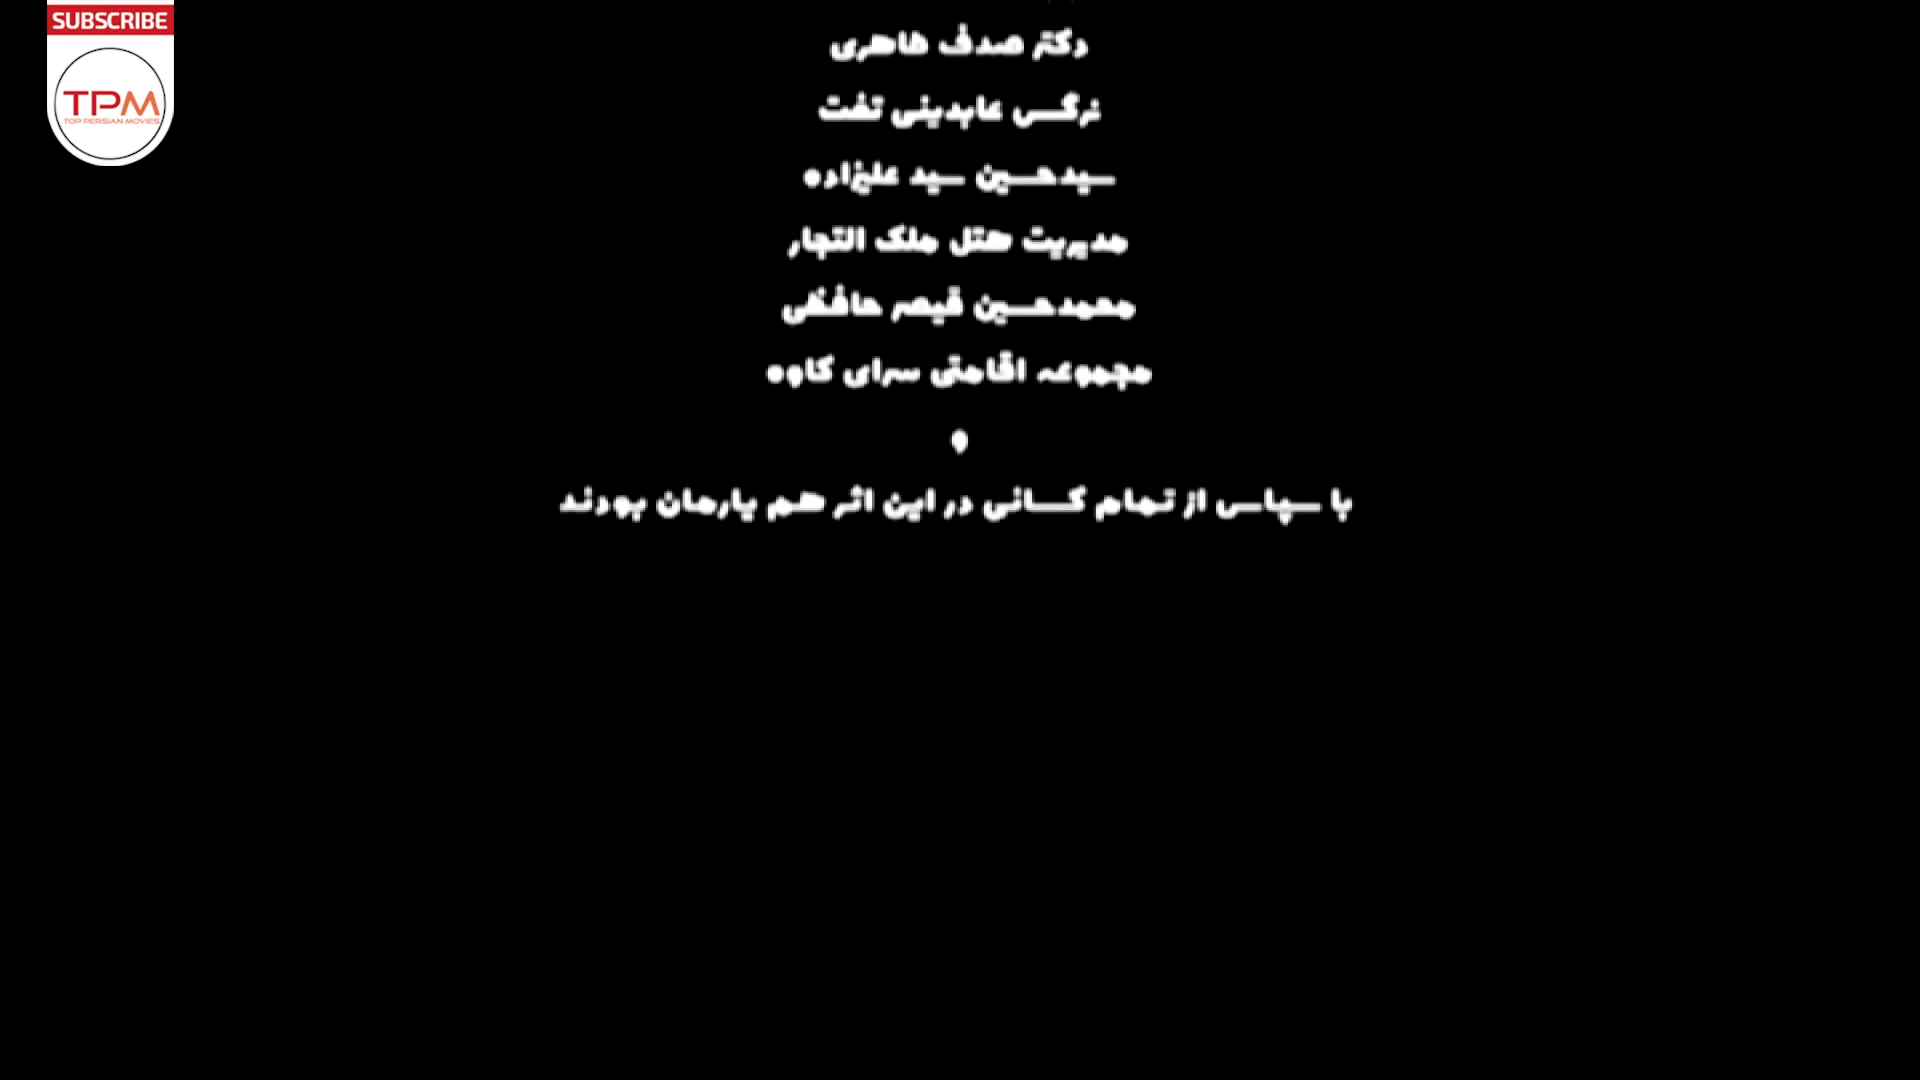 SUBSCRIBE
TPM
TOP PERSIAN MOVIES
دکتر صدف طاهری
نرگس عابدینی تفت
سیدحسین سید علیزاده
مدیریت هتل ملک التجار
محمدحسین قیصه حافظی
مجموعه اقامتی سرای کاوه
و
با سپاس از تمام کسانی در این اثر هم یارمان بودند